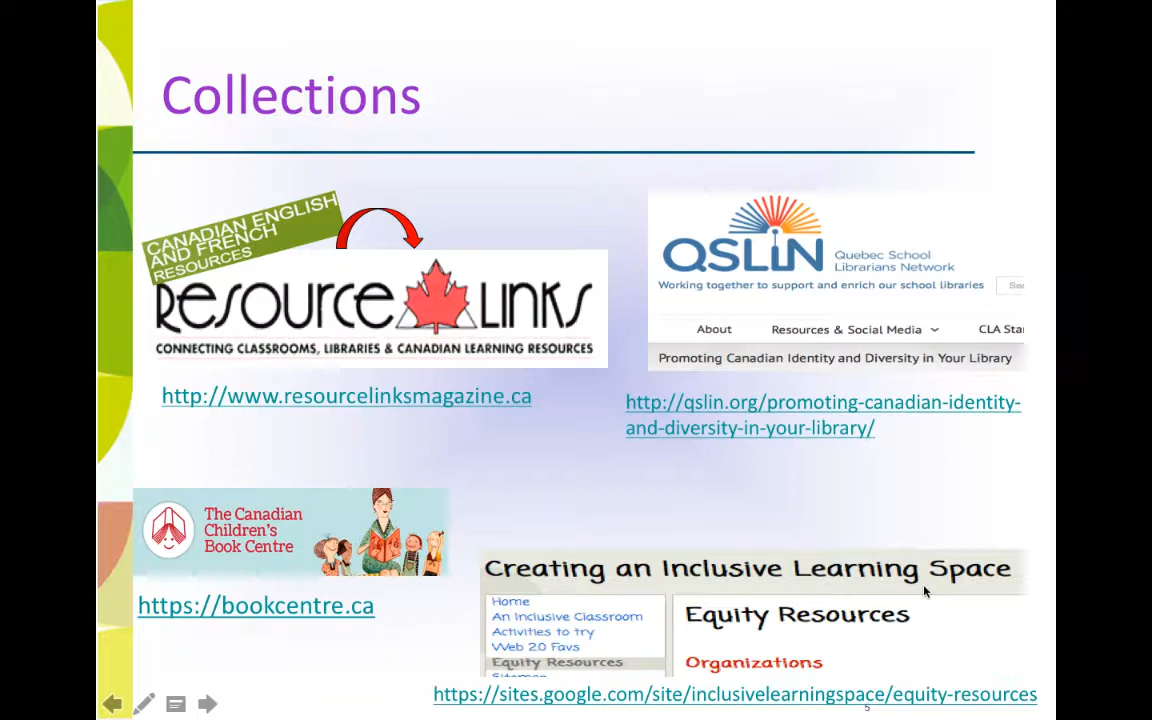 Collections
CANADIAN ENGLISH
AND FRENCH
RESOURCES
Resource Links
CONNECTING CLASSROOMS, LIBRARIES & CANADIAN LEARNING RESOURCES
http://www.resourcelinksmagazine.ca
QSLiN
Quebec School
Librarians Network
Working together to support and enrich our school libraries
Sea
About Resources & Social Media CLA Star
Promoting Canadian Identity and Diversity in Your Library
http://qslin.org/promoting-canadian-identity-
and-diversity-in-your-library/
The Canadian
Children's
Book Centre
https://bookcentre.ca
Creating an Inclusive Learning Space
Home
An Inclusive Classroom
Activities to try
Web 2.0 Favs
Equity Resources
Equity Resources
Organizations
https://sites.google.com/site/inclusivelearningspace/equity-resources
5